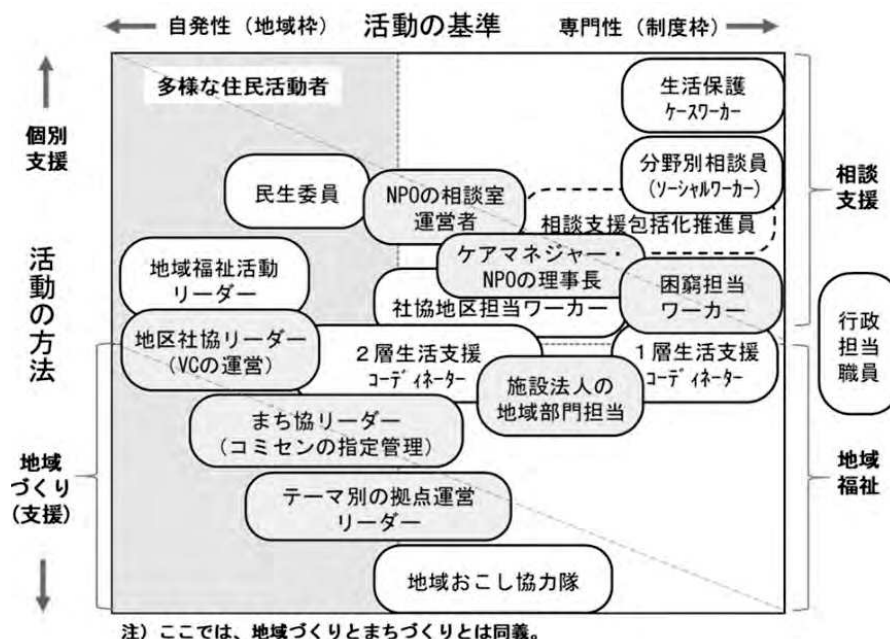 自発性（地域枠）
活動の基準
専門性（制度枠）
多様な住民活動者
生活保護
ケースワーカー
個別
支援
分野別相談員
(ソーシャルワーカー)
相談
支援
民生委員
NPOの相談室
運営者
相談支援包括化推進員
活動の方法
地域福祉活動
リーダー
ケアマネジャー・
NPOの理事長
困窮担当
ワーカー
社協地区担当ワーカー
行政
担当
職員
地区社協リーダー
(VCの運営)
２層生活支援
コーディネーター
１層生活支援
コーディネーター
施設法人の
地域部門担当
まち協リーダー
(コミセンの指定管理)
地域
づくり
(支援)
地域
福祉
テーマ別の拠点運営
リーダー
地域おこし協力隊
注）ここでは、地域づくりとまちづくりとは同義。